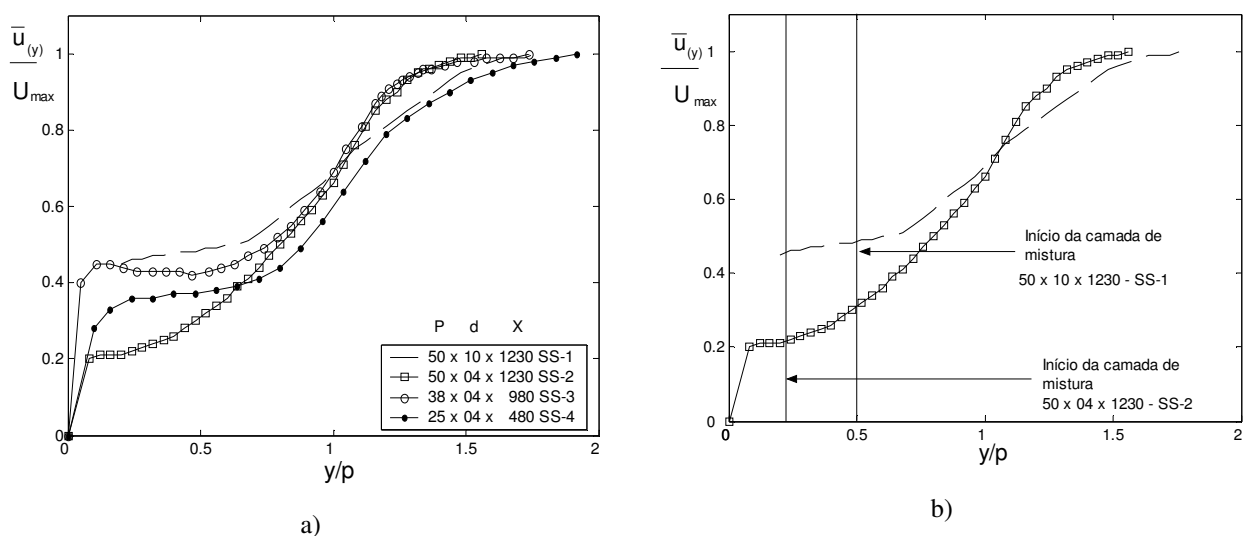 u(y)
Umax
1
0.8
0.6
0.4
0.2
0
0 0.5 1 1.5 2
y/p
P d X
50 x 10 x 1230 SS-1
50 x 04 x 1230 SS-2
38 x 04 x 980 SS-3
25 x 04 x 480 SS-4
a)
u(y)
Umax
1
0.8
0.6
0.4
0.2
0
0 0.5 1 1.5 2
y/p
Início da camada de
mistura
50 x 10 x 1230 - SS-1
Início da camada de
mistura
50 x 04 x 1230 - SS-2
b)